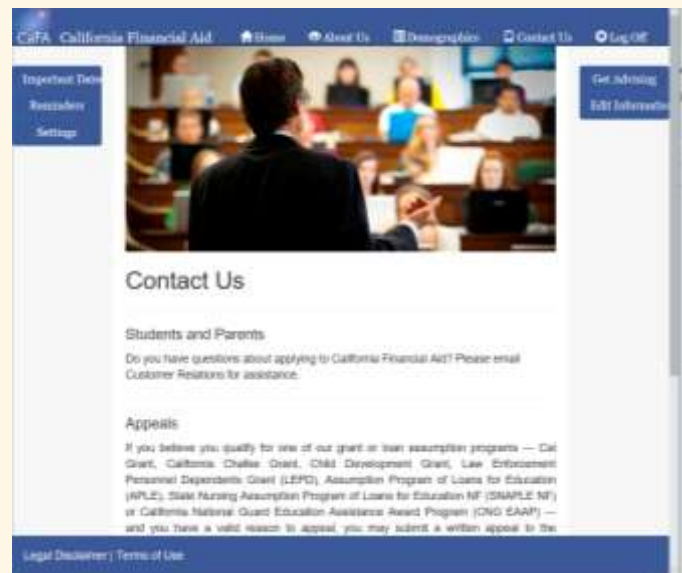 CaFA California Financial Aid Home About Us Demographics Contact Us Log Off
Important Dates
Reminders
Settings
Get Advising
Edit Information
Contact Us
Students and Parents
Do you have questions about applying to California Financial Aid? Please email
Customer Relations for assistance.
Appeals
If you believe you qualify for one of our grant or loan assumption programs — Cal
Grant, California Chafee Grant, Child Development Grant, Law Enforcement
Personnel Dependents Grant (LEPD), Assumption Program of Loans for Education
(APLE), State Nursing Assumption Program of Loans for Education NF (SNAPLE NF)
or California National Guard Education Assistance Award Program (CNG EAAP) —
and you have a valid reason to appeal, you may submit a written appeal to the
Legal Disclaimer | Terms of Use